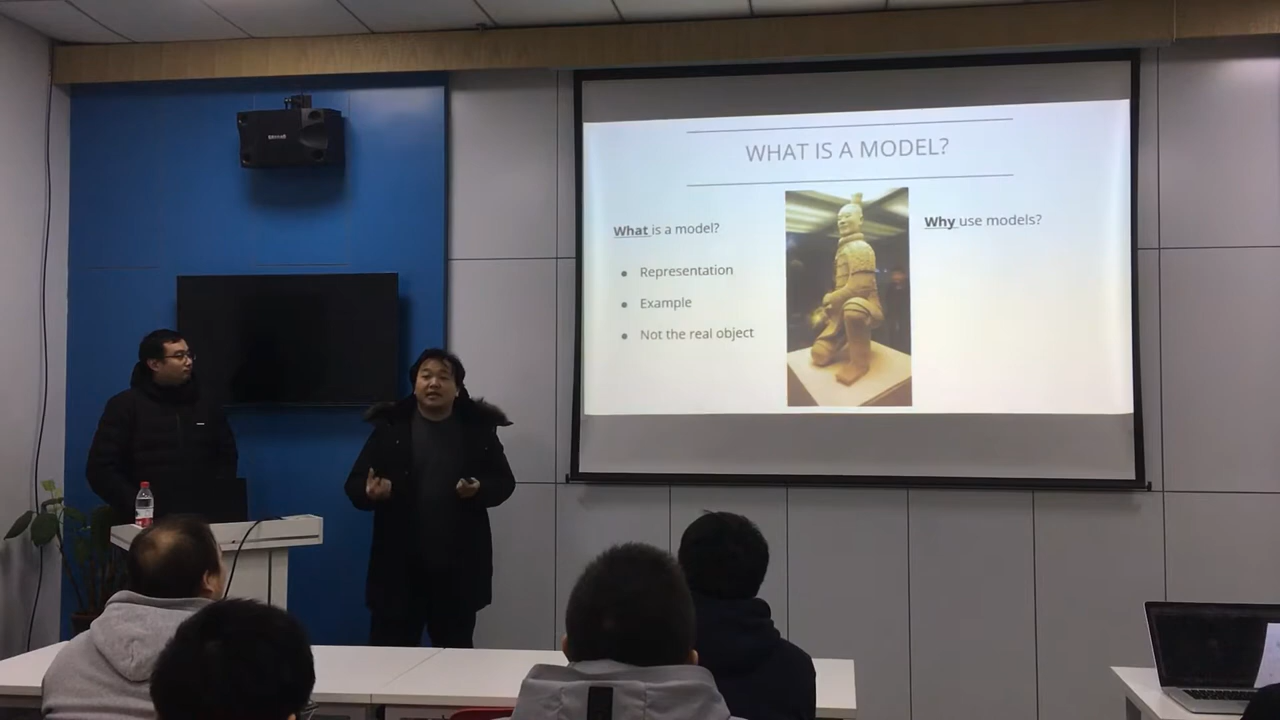 WHAT IS A MODEL?
What is a model?
● Representation
● Example
● Not the real object
Why use models?